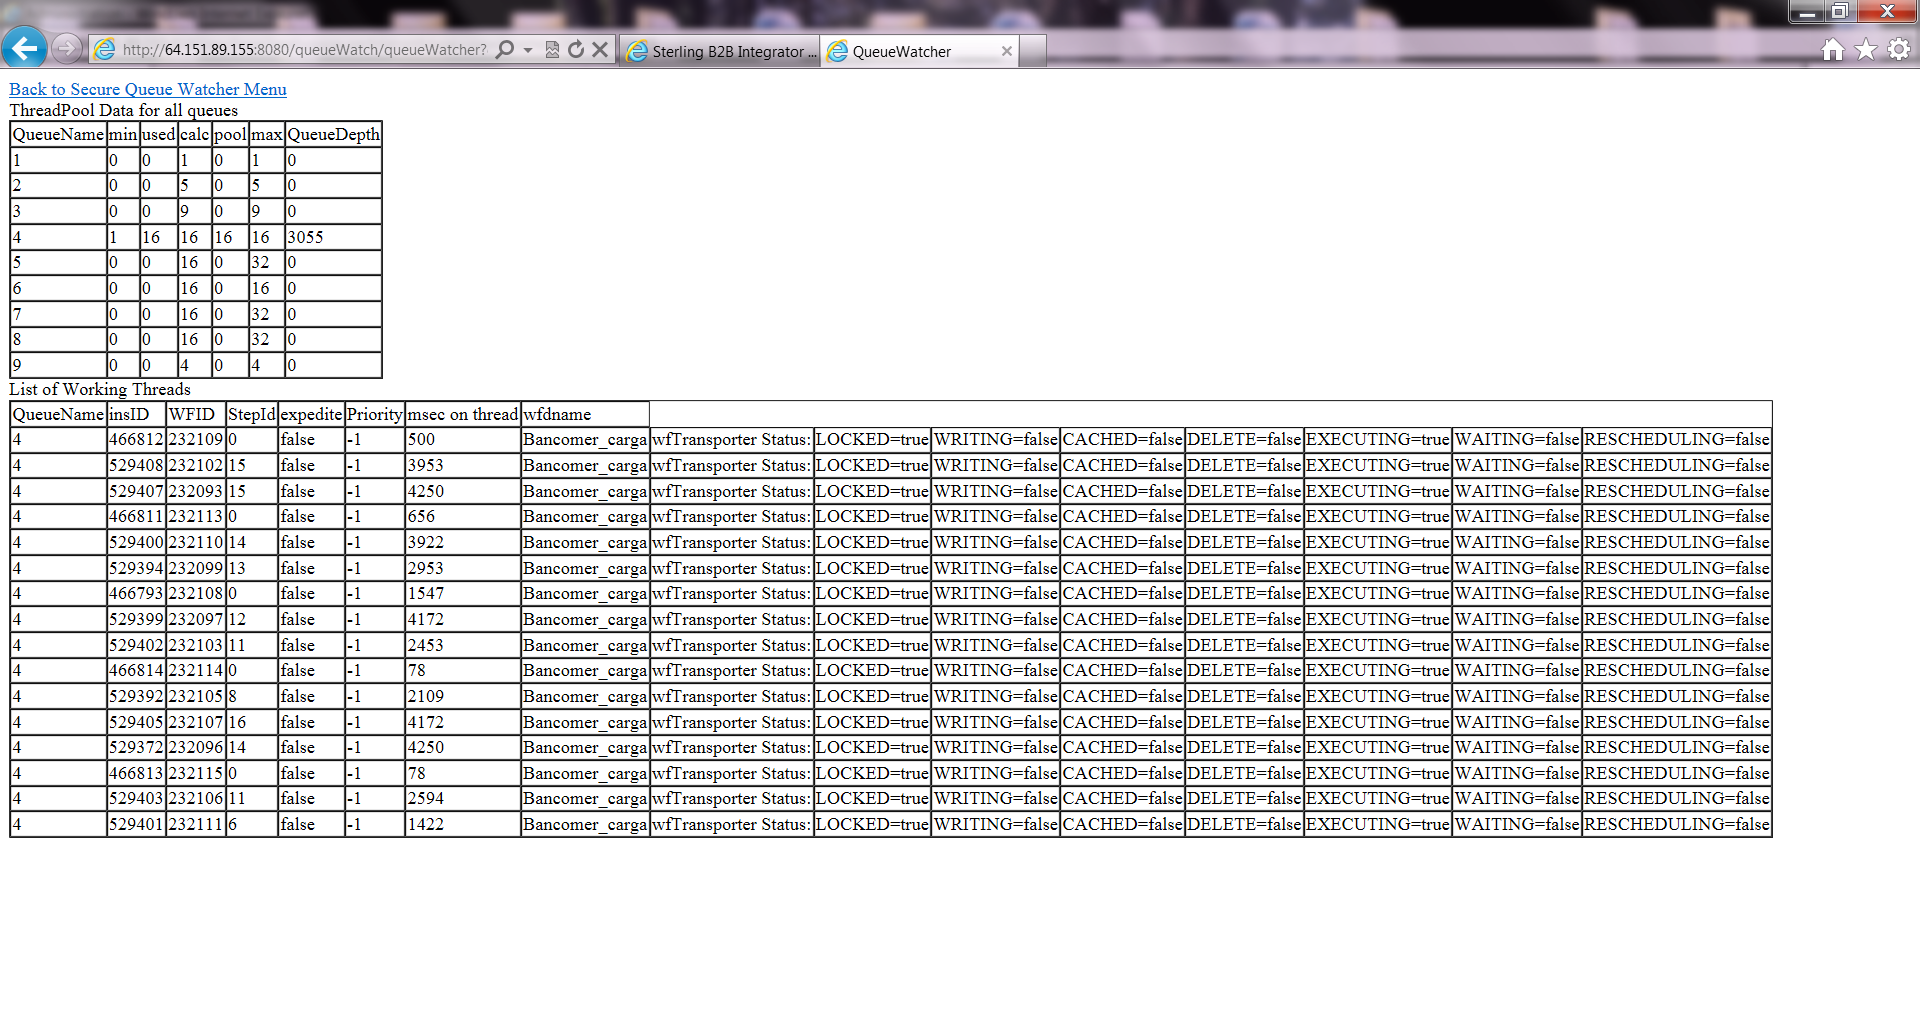 http://64.151.89.155:8080/queueWatch/queueWatcher?
Sterling B2B Integrator ...
QueueWatcher
Back to Secure Queue Watcher Menu
ThreadPool Data for all queues
QueueName min used calc pool max QueueDepth
1 0 0 1 0 1 0
2 0 0 5 0 5 0
3 0 0 9 0 9 0
4 1 16 16 16 16 3055
5 0 0 16 0 32 0
6 0 0 16 0 16 0
7 0 0 16 0 32 0
8 0 0 16 0 32 0
9 0 0 4 0 4 0
List of Working Threads
QueueName insID WFID StepId expedite Priority msec on thread wfdname
4 466812 232109 0 false -1 500 Bancomer_carga wfTransporter Status: LOCKED=true WRITING=false CACHED=false DELETE=false EXECUTING=true WAITING=false RESCHEDULING=false
4 529408 232102 15 false -1 3953 Bancomer_carga wfTransporter Status: LOCKED=true WRITING=false CACHED=false DELETE=false EXECUTING=true WAITING=false RESCHEDULING=false
4 529407 232093 15 false -1 4250 Bancomer_carga wfTransporter Status: LOCKED=true WRITING=false CACHED=false DELETE=false EXECUTING=true WAITING=false RESCHEDULING=false
4 466811 232113 0 false -1 656 Bancomer_carga wfTransporter Status: LOCKED=true WRITING=false CACHED=false DELETE=false EXECUTING=true WAITING=false RESCHEDULING=false
4 529400 232110 14 false -1 3922 Bancomer_carga wfTransporter Status: LOCKED=true WRITING=false CACHED=false DELETE=false EXECUTING=true WAITING=false RESCHEDULING=false
4 529394 232099 13 false -1 2953 Bancomer_carga wfTransporter Status: LOCKED=true WRITING=false CACHED=false DELETE=false EXECUTING=true WAITING=false RESCHEDULING=false
4 466793 232108 0 false -1 1547 Bancomer_carga wfTransporter Status: LOCKED=true WRITING=false CACHED=false DELETE=false EXECUTING=true WAITING=false RESCHEDULING=false
4 529399 232097 12 false -1 4172 Bancomer_carga wfTransporter Status: LOCKED=true WRITING=false CACHED=false DELETE=false EXECUTING=true WAITING=false RESCHEDULING=false
4 529402 232103 11 false -1 2453 Bancomer_carga wfTransporter Status: LOCKED=true WRITING=false CACHED=false DELETE=false EXECUTING=true WAITING=false RESCHEDULING=false
4 466814 232114 0 false -1 78 Bancomer_carga wfTransporter Status: LOCKED=true WRITING=false CACHED=false DELETE=false EXECUTING=true WAITING=false RESCHEDULING=false
4 529392 232105 8 false -1 2109 Bancomer_carga wfTransporter Status: LOCKED=true WRITING=false CACHED=false DELETE=false EXECUTING=true WAITING=false RESCHEDULING=false
4 529405 232107 16 false -1 4172 Bancomer_carga wfTransporter Status: LOCKED=true WRITING=false CACHED=false DELETE=false EXECUTING=true WAITING=false RESCHEDULING=false
4 529372 232096 14 false -1 4250 Bancomer_carga wfTransporter Status: LOCKED=true WRITING=false CACHED=false DELETE=false EXECUTING=true WAITING=false RESCHEDULING=false
4 466813 232115 0 false -1 78 Bancomer_carga wfTransporter Status: LOCKED=true WRITING=false CACHED=false DELETE=false EXECUTING=true WAITING=false RESCHEDULING=false
4 529403 232106 11 false -1 2594 Bancomer_carga wfTransporter Status: LOCKED=true WRITING=false CACHED=false DELETE=false EXECUTING=true WAITING=false RESCHEDULING=false
4 529401 232111 6 false -1 1422 Bancomer_carga wfTransporter Status: LOCKED=true WRITING=false CACHED=false DELETE=false EXECUTING=true WAITING=false RESCHEDULING=false